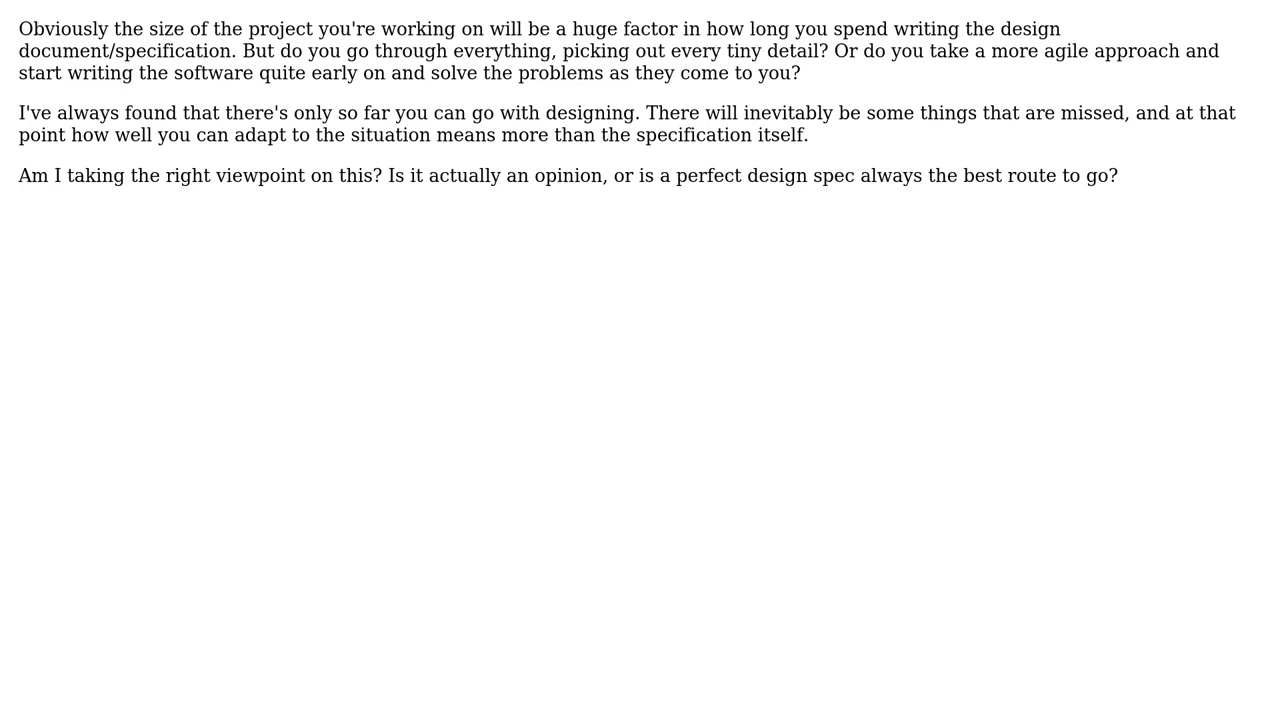 Obviously the size of the project you're working on will be a huge factor in how long you spend writing the design
document/specification. But do you go through everything, picking out every tiny detail? Or do you take a more agile approach and
start writing the software quite early on and solve the problems as they come to you?
I've always found that there's only so far you can go with designing. There will inevitably be some things that are missed, and at that
point how well you can adapt to the situation means more than the specification itself.
Am I taking the right viewpoint on this? Is it actually an opinion, or is a perfect design spec always the best route to go?